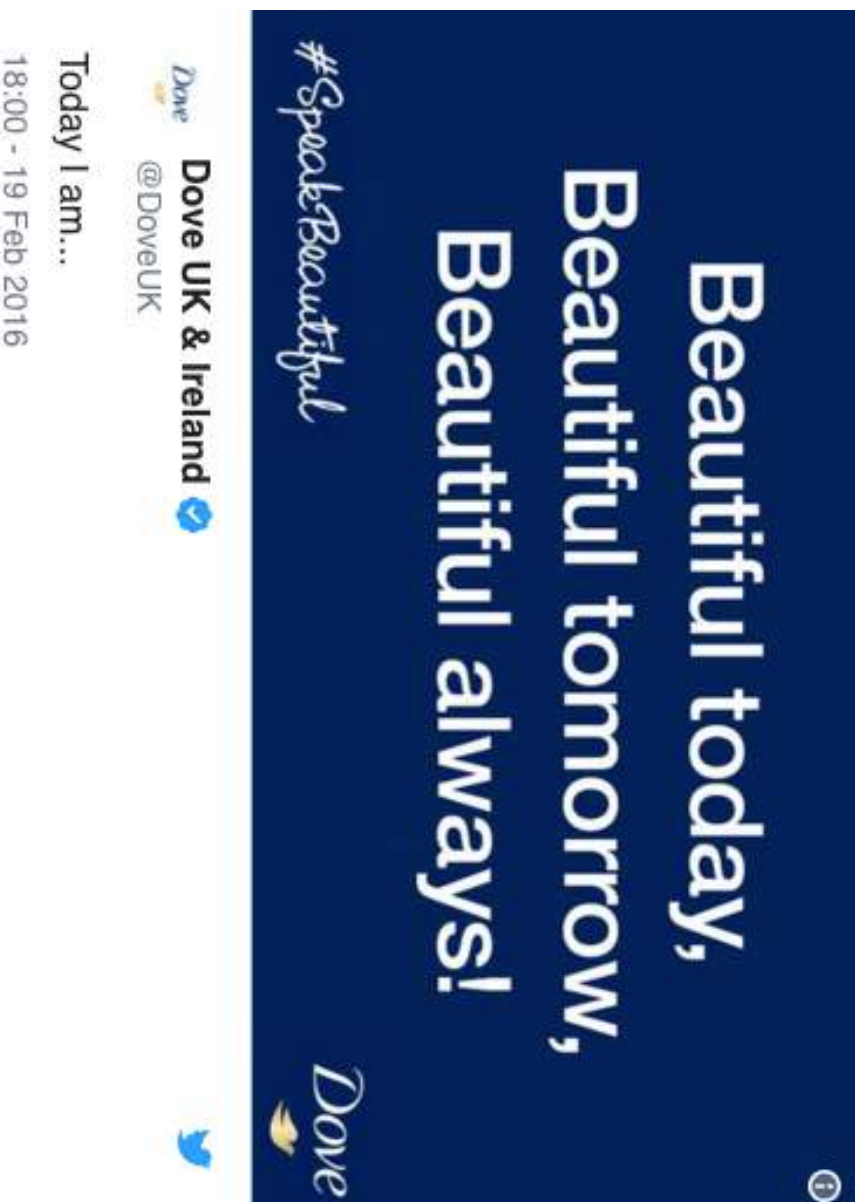 Beautiful today,
Beautiful tomorrow,
Beautiful always!
#SpeakBeautiful
Dove
Dove
Dove UK & Ireland
@DoveUK
Today I am...
18:00 - 19 Feb 2016